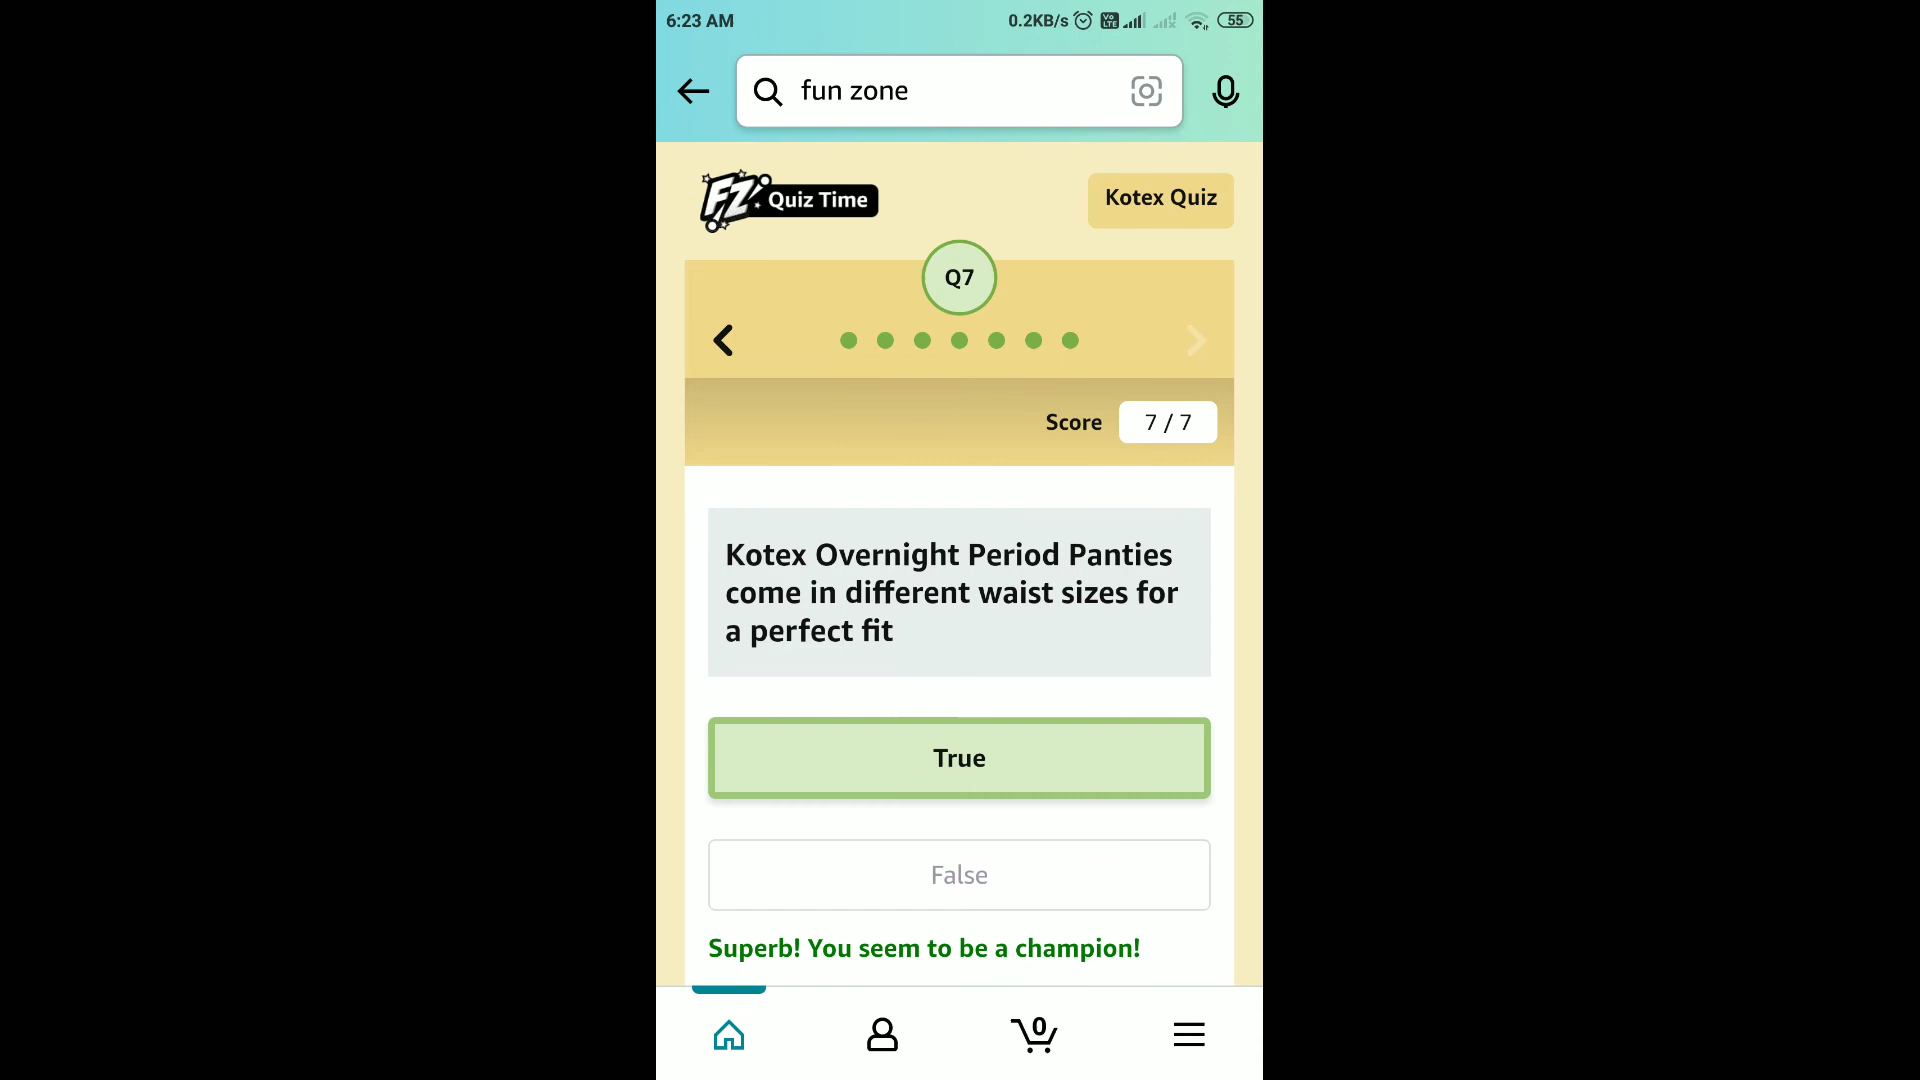 6:23 AM
0.2KB/s
Vo
LTE
55
fun zone
FZ
Quiz Time
Kotex Quiz
Q7
Score
7 / 7
Kotex Overnight Period Panties
come in different waist sizes for
a perfect fit
True
False
Superb! You seem to be a champion!
0